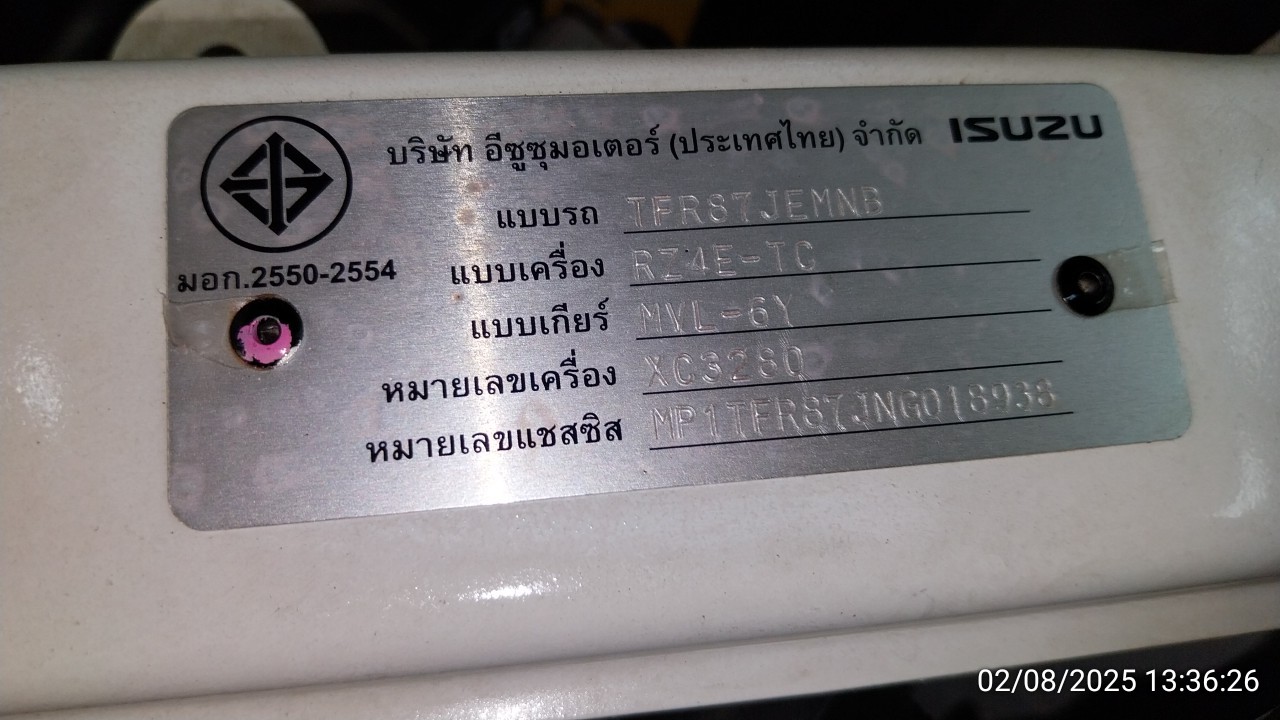 บริษัท อีซูซุมอเตอร์ (ประเทศไทย) จำกัด ISUZU
มอก.2550-2554
แบบรถ TFR87JEMNB
แบบเครื่อง RZ4E-TC
แบบเกียร์ MVL-6Y
หมายเลขเครื่อง XC3280
หมายเลขแชสซิส MP1TFR87JNG018938
02/08/2025 13:36:26